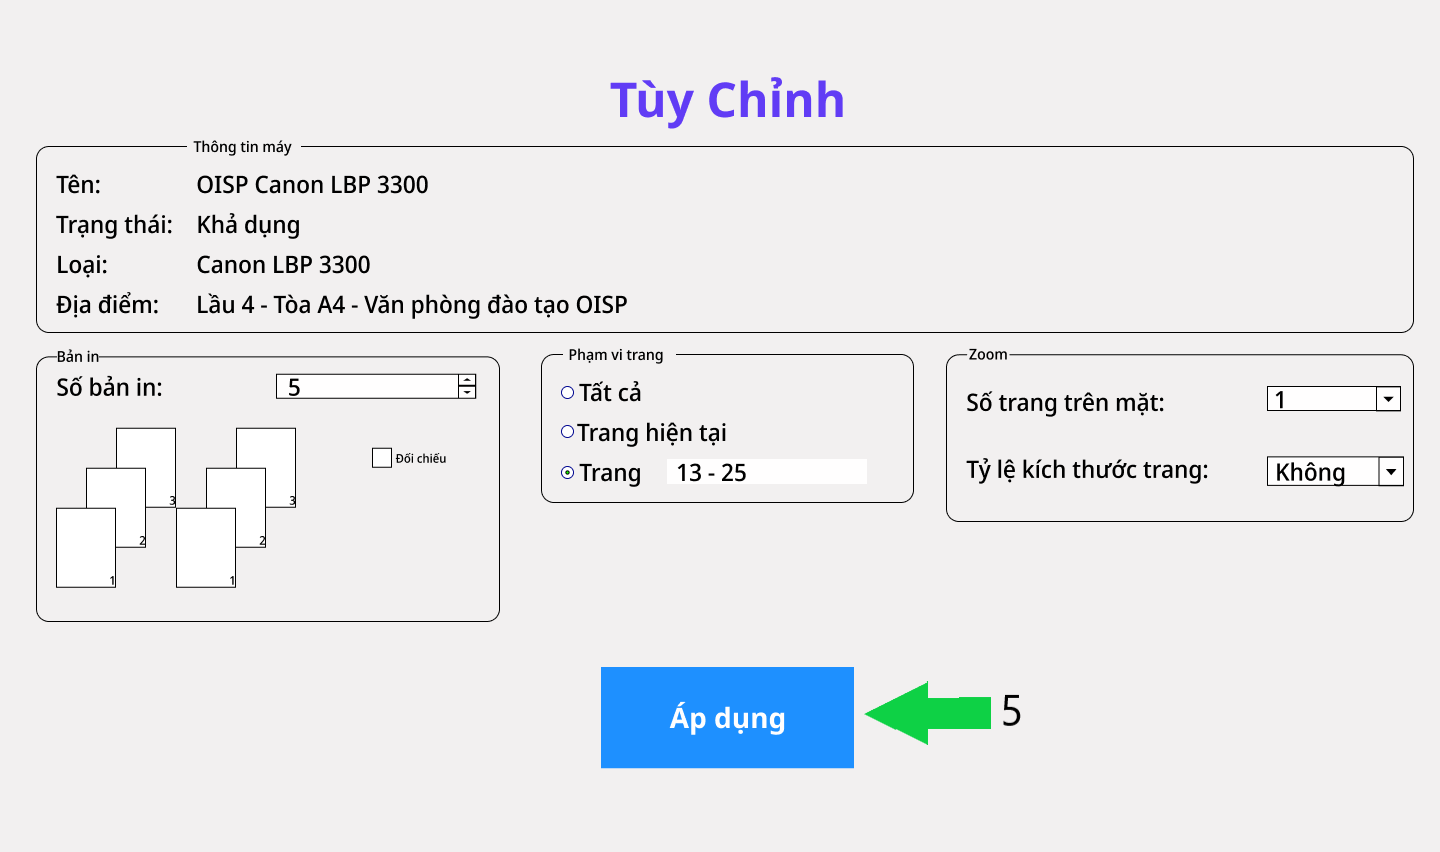 Tùy Chỉnh
Thông tin máy
Tên: OISP Canon LBP 3300
Trạng thái: Khả dụng
Loại: Canon LBP 3300
Địa điểm: Lầu 4 - Tòa A4 - Văn phòng đào tạo OISP
Bản in
Số bản in: 5
3 3
2 2
1 1
Đối chiếu
Phạm vi trang
Tất cả
Trang hiện tại
Trang 13 - 25
Zoom
Số trang trên mặt: 1
Tỷ lệ kích thước trang: Không
Áp dụng
5